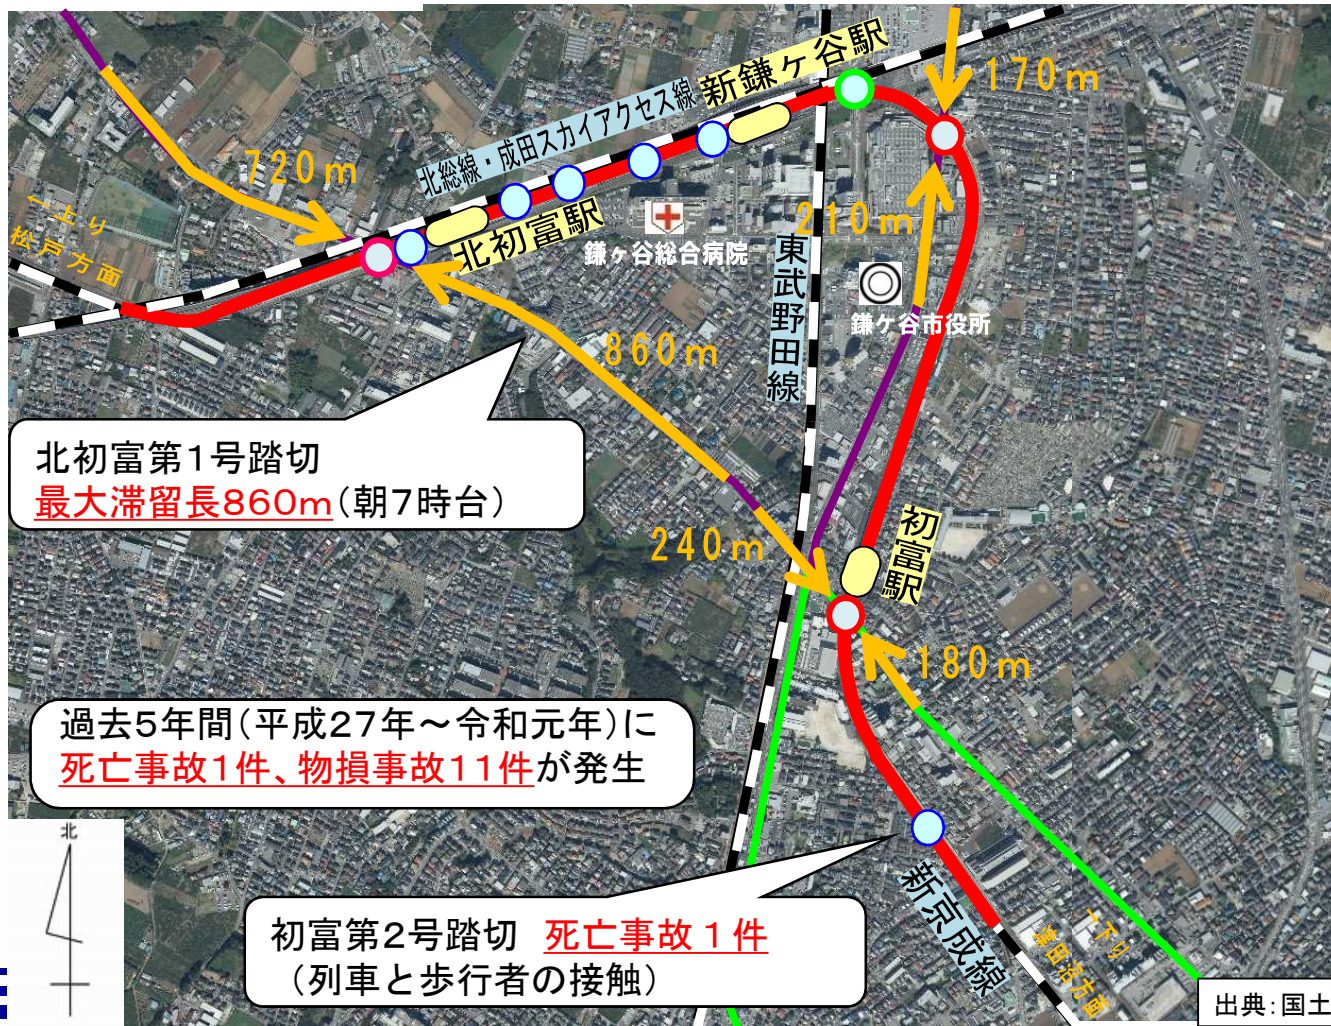 170m
新鎌ヶ谷駅
北総線・成田スカイアクセス線
720m
←上り
松戸方面
北初富駅
210m
鎌ヶ谷総合病院
東武野田線
鎌ケ谷市役所
860m
北初富第1号踏切
最大滞留長860m(朝7時台)
初富駅
240m
180m
過去5年間(平成27年～令和元年)に
死亡事故1件、物損事故11件が発生
北
初富第2号踏切 死亡事故１件
（列車と歩行者の接触）
新京成線
→下り
津田沼方面
出典:国土